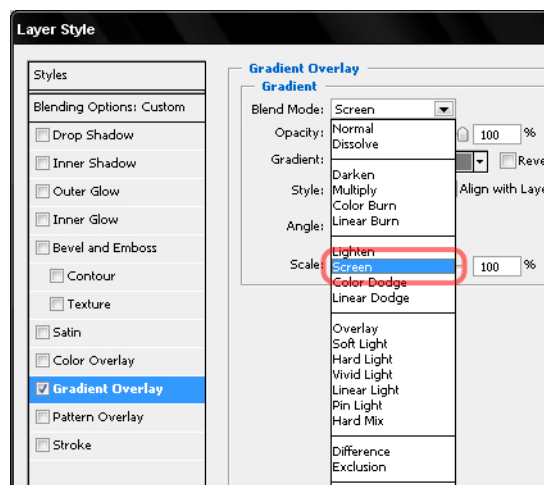 Layer Style
Styles
Blending Options: Custom
Drop Shadow
Inner Shadow
Outer Glow
Inner Glow
Bevel and Emboss
Contour
Texture
Satin
Color Overlay
Gradient Overlay
Pattern Overlay
Stroke
Gradient Overlay
Gradient
Blend Mode: Screen
Opacity: 100 %
Gradient: Reve
Style: Align with Laye
Angle:
Scale: 100 %
Normal
Dissolve
Darken
Multiply
Color Burn
Linear Burn
Lighten
Screen
Color Dodge
Linear Dodge
Overlay
Soft Light
Hard Light
Vivid Light
Linear Light
Pin Light
Hard Mix
Difference
Exclusion